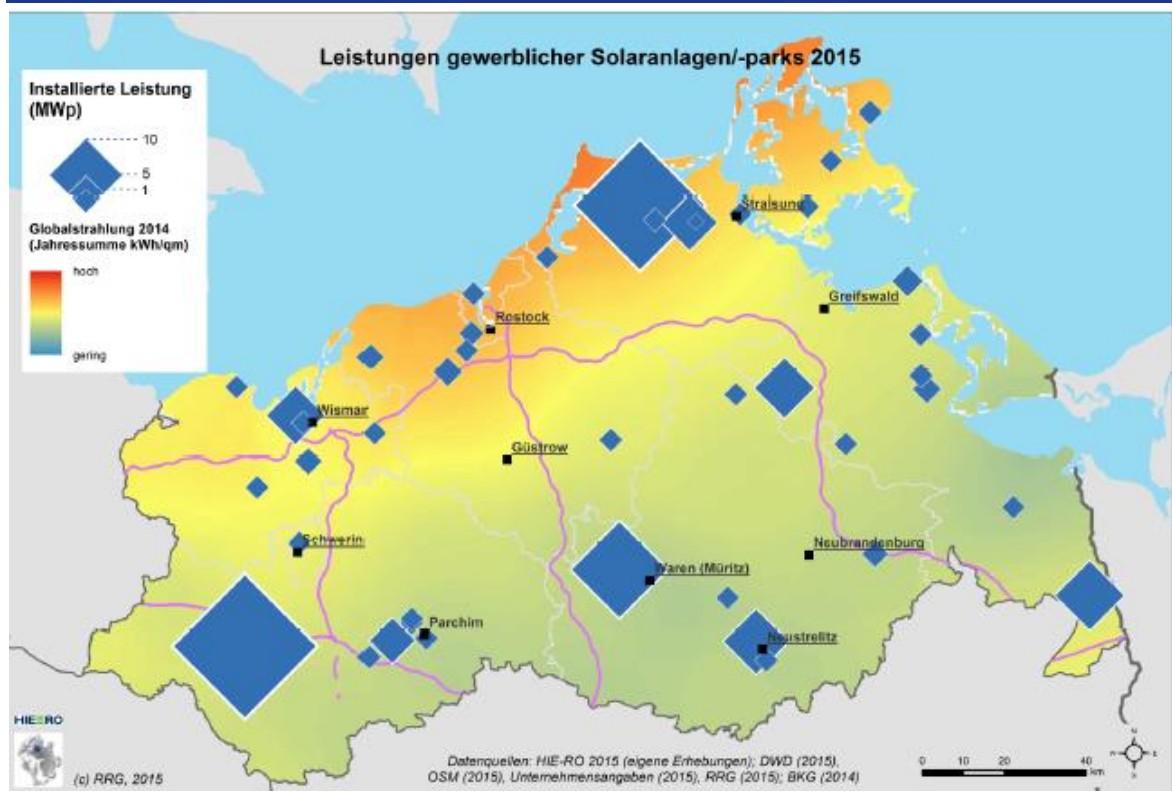 Leistungen gewerblicher Solaranlagen/-parks 2015
Installierte Leistung
(MWp)
10
5
1
Globalstrahlung 2014
(Jahressumme kWh/qm)
hoch
gering
Stralsund
Greifswald
Rostock
Wismar
Güstrow
Schwerin
Neubrandenburg
Waren (Müritz)
Parchim
Neustrelitz
HIE-RO
(c) RRG, 2015
Datenquellen: HIE-RO 2015 (eigene Erhebungen); DWD (2015),
OSM (2015), Unternehmensangaben (2015), RRG (2015); BKG (2014)
N
S
0 10 20 40
km